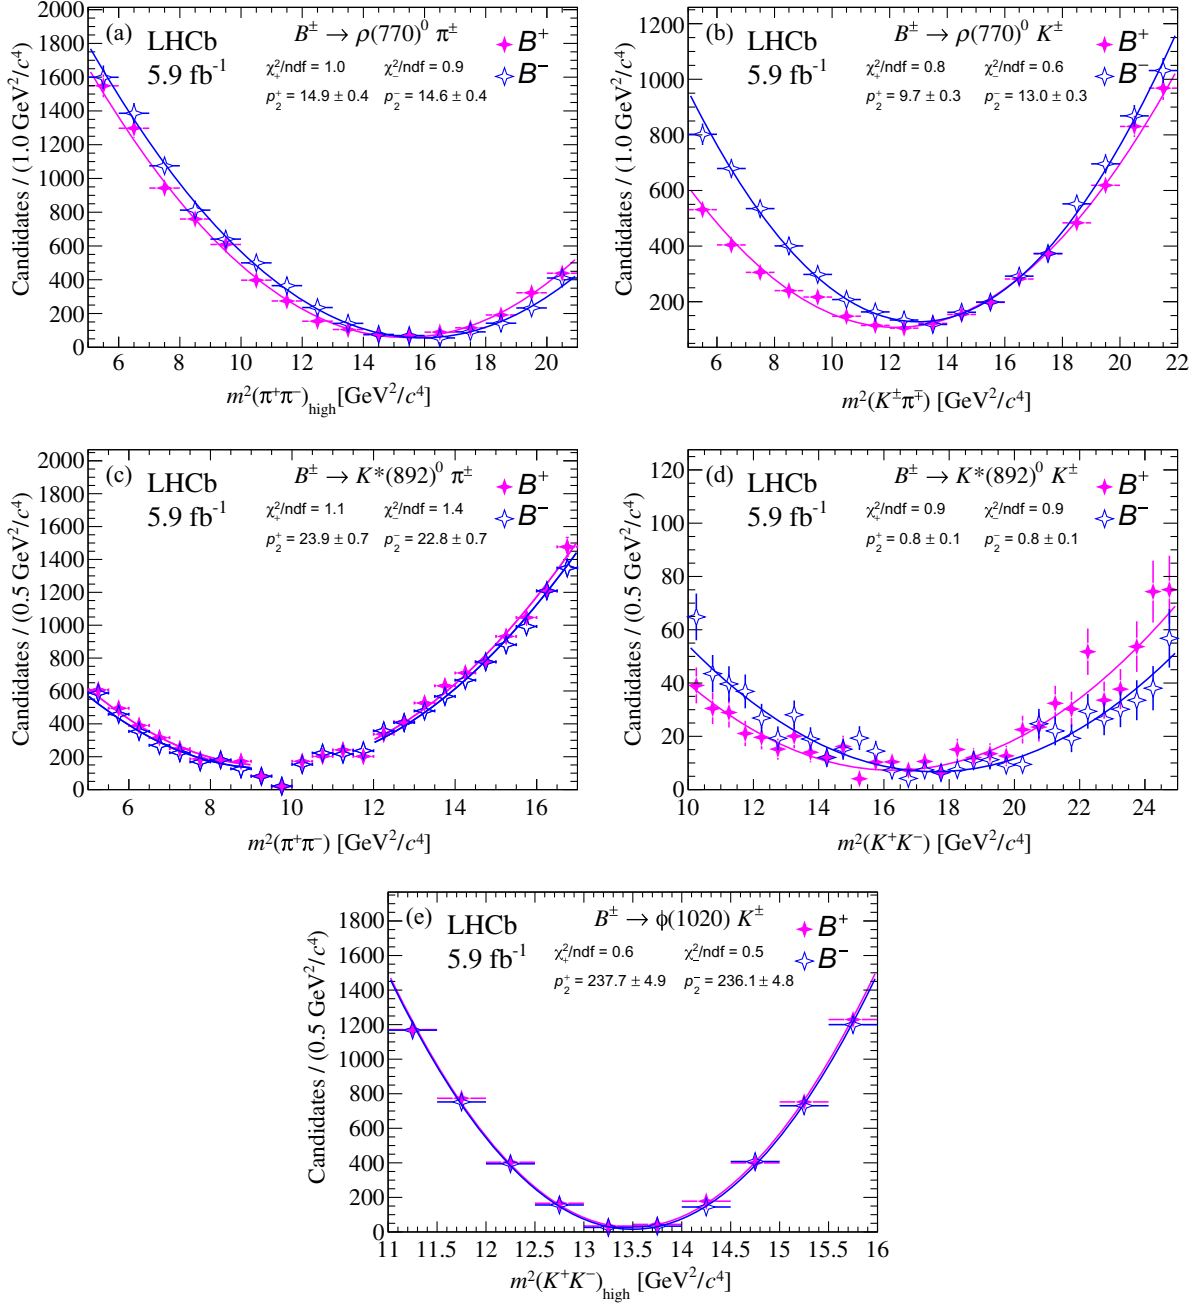 (a) LHCb B± → ρ(770)⁰ π± B⁺
5.9 fb⁻¹ χ²₊/ndf = 1.0 χ²₋/ndf = 0.9 B⁻
p₂⁺ = 14.9 ± 0.4 p₂⁻ = 14.6 ± 0.4
Candidates / (1.0 GeV²/c⁴)
2000
1800
1600
1400
1200
1000
800
600
400
200
0
6 8 10 12 14 16 18 20
m²(π⁺π⁻)high[GeV²/c⁴]
(b) LHCb B± → ρ(770)⁰ K± B⁺
5.9 fb⁻¹ χ²₊/ndf = 0.8 χ²₋/ndf = 0.6 B⁻
p₂⁺ = 9.7 ± 0.3 p₂⁻ = 13.0 ± 0.3
Candidates / (1.0 GeV²/c⁴)
1200
1000
800
600
400
200
6 8 10 12 14 16 18 20 22
m²(K±π∓) [GeV²/c⁴]
(c) LHCb B± → K*(892)⁰ π± B⁺
5.9 fb⁻¹ χ²₊/ndf = 1.1 χ²₋/ndf = 1.4 B⁻
p₂⁺ = 23.9 ± 0.7 p₂⁻ = 22.8 ± 0.7
Candidates / (0.5 GeV²/c⁴)
2000
1800
1600
1400
1200
1000
800
600
400
200
0
6 8 10 12 14 16
m²(π⁺π⁻) [GeV²/c⁴]
(d) LHCb B± → K*(892)⁰ K± B⁺
5.9 fb⁻¹ χ²₊/ndf = 0.9 χ²₋/ndf = 0.9 B⁻
p₂⁺ = 0.8 ± 0.1 p₂⁻ = 0.8 ± 0.1
Candidates / (0.5 GeV²/c⁴)
120
100
80
60
40
20
0
10 12 14 16 18 20 22 24
m²(K⁺K⁻) [GeV²/c⁴]
(e) LHCb B± → ϕ(1020) K± B⁺
5.9 fb⁻¹ χ²₊/ndf = 0.6 χ²₋/ndf = 0.5 B⁻
p₂⁺ = 237.7 ± 4.9 p₂⁻ = 236.1 ± 4.8
Candidates / (0.5 GeV²/c⁴)
1800
1600
1400
1200
1000
800
600
400
200
0
11 11.5 12 12.5 13 13.5 14 14.5 15 15.5 16
m²(K⁺K⁻)high [GeV²/c⁴]